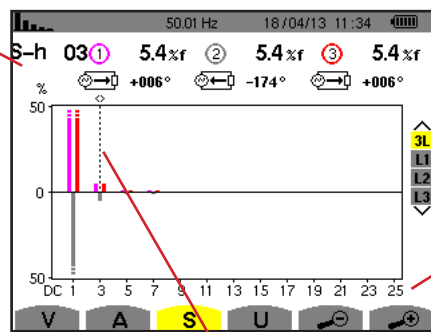 50.01 Hz 18/04/13 11:34
S-h 03 1 5.4%f 2 5.4%f 3 5.4%f
+006° -174° +006°
%
50
0
50
DC 1 3 5 7 9 11 13 15 17 19 21 23 25
3L
L1
L2
L3
V A S U